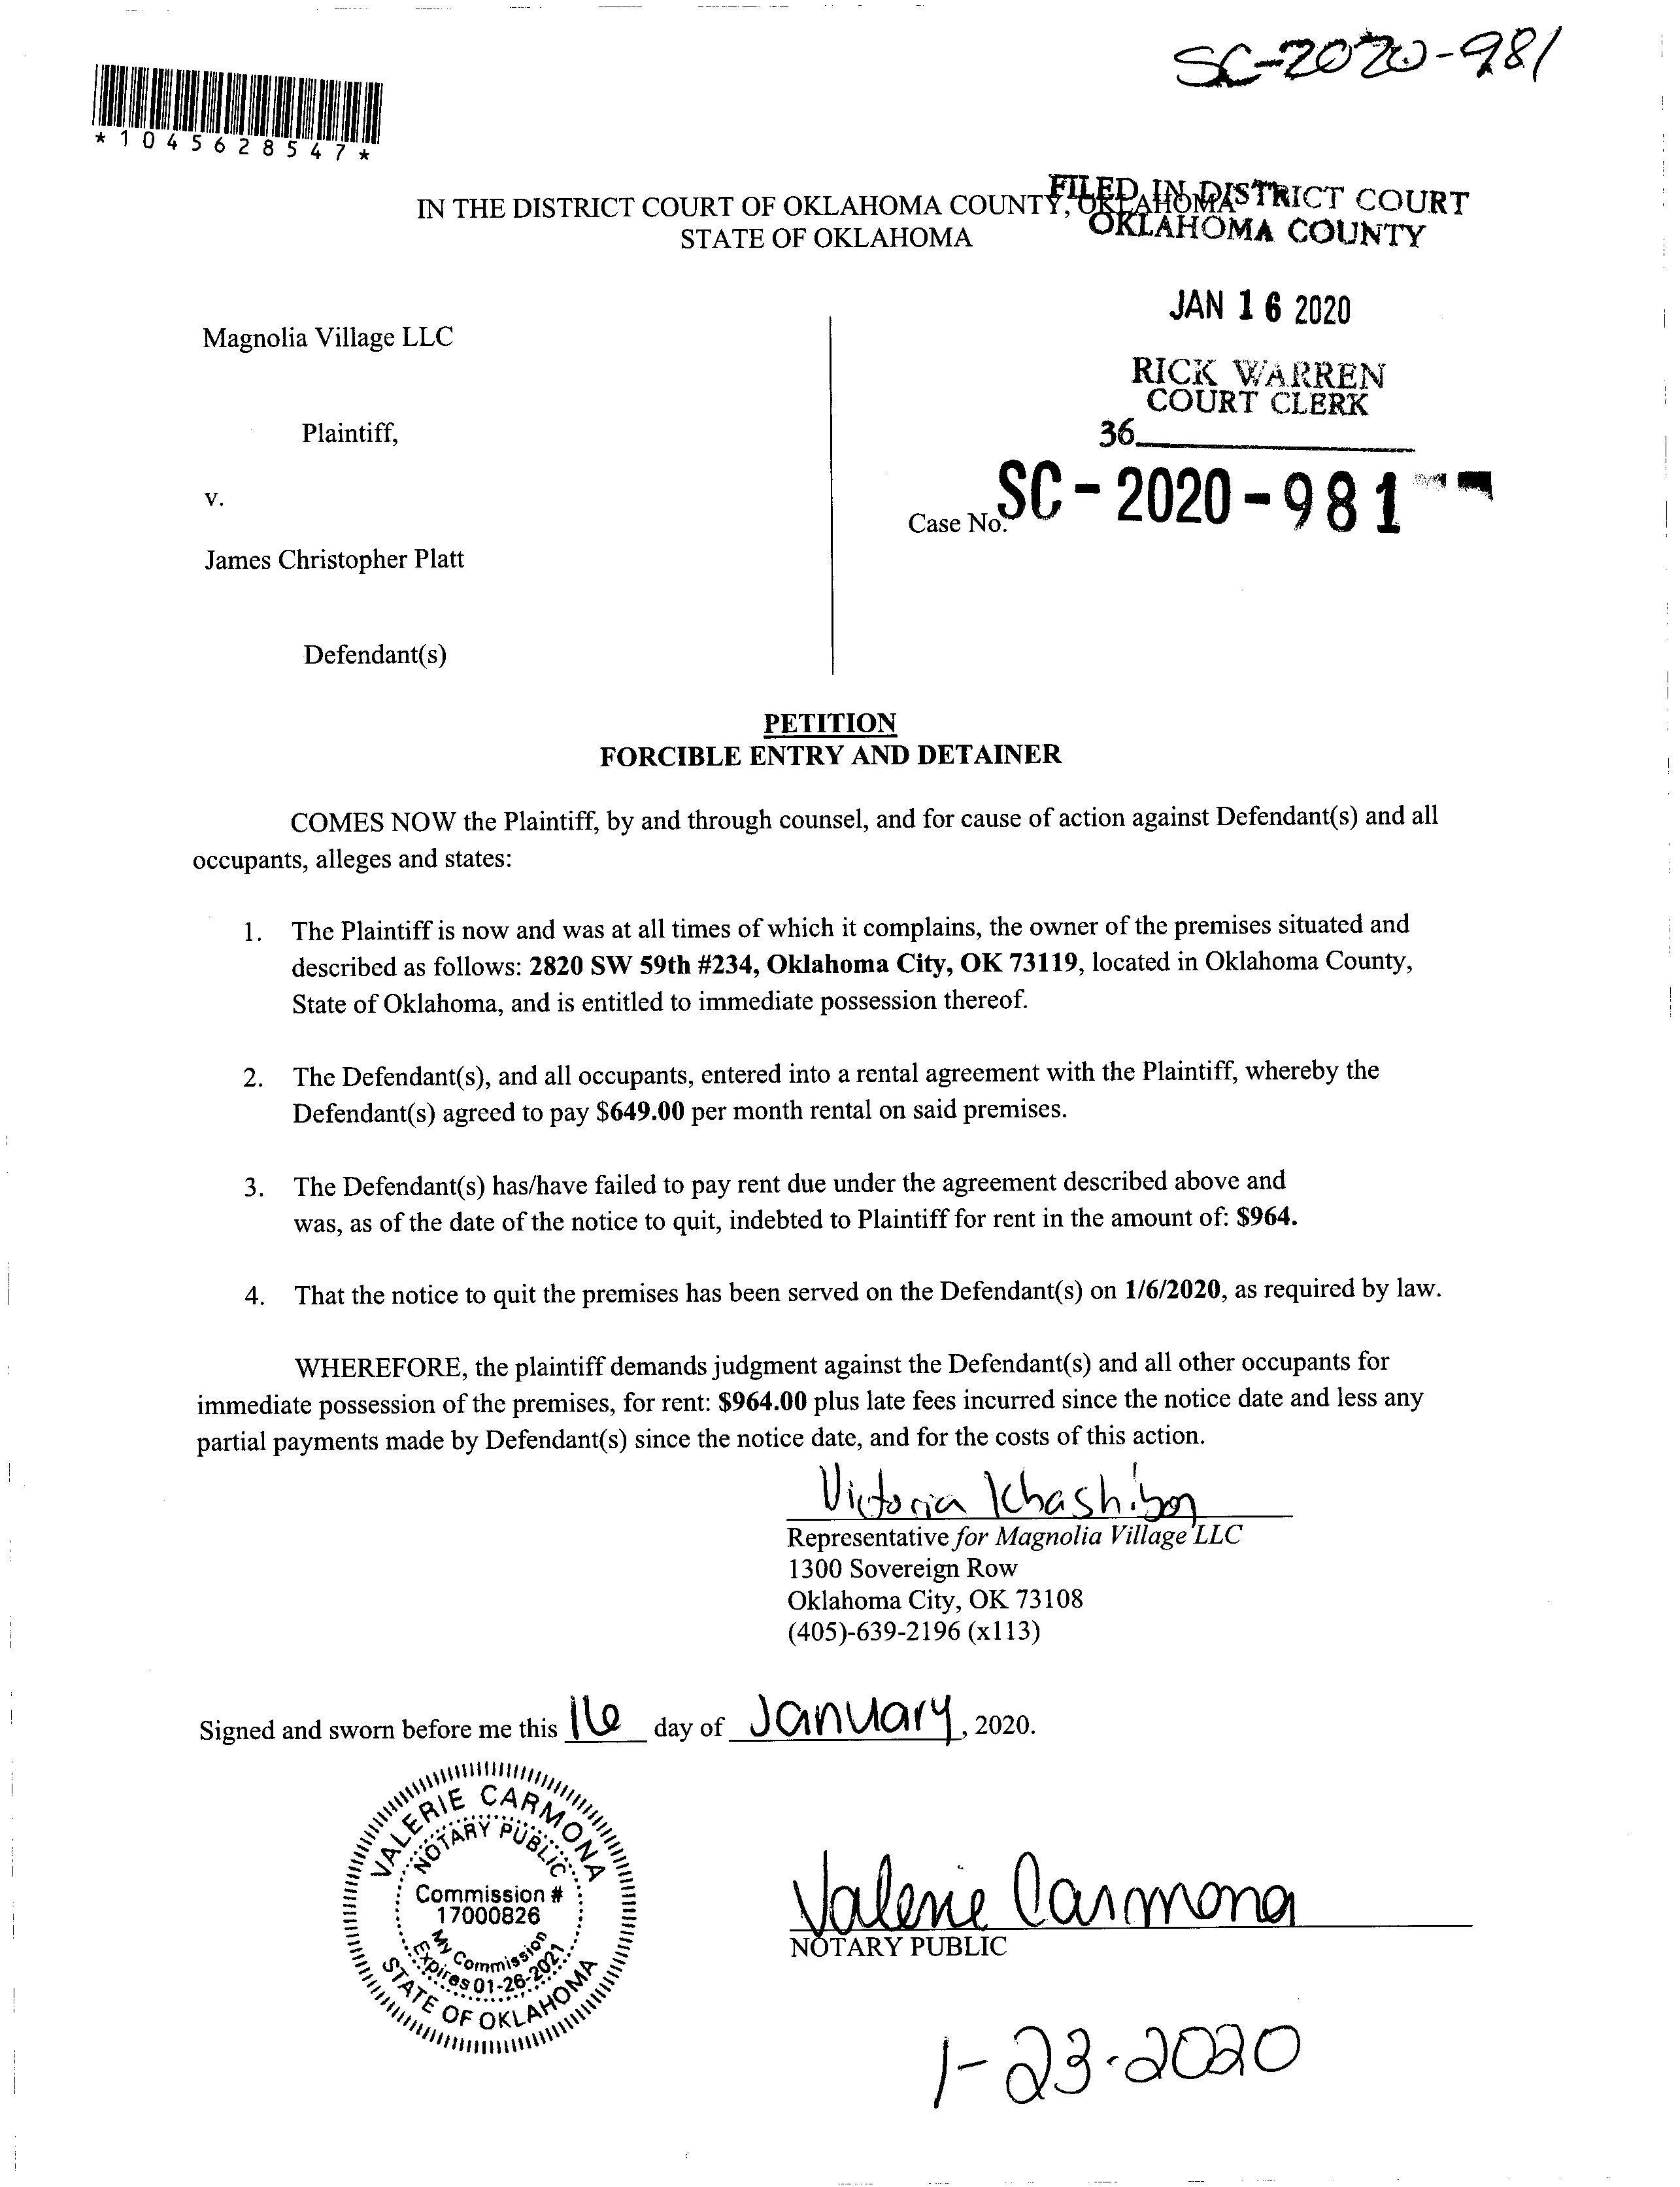 SC-2020-981
*1045628547*
IN THE DISTRICT COURT OF OKLAHOMA COUNTY, OKLAHOMA
STATE OF OKLAHOMA
FILED IN DISTRICT COURT
OKLAHOMA COUNTY
JAN 16 2020
RICK WARREN
COURT CLERK
36
Magnolia Village LLC
Plaintiff,
v.
Case No. SC-2020-981
James Christopher Platt
Defendant(s)
PETITION
FORCIBLE ENTRY AND DETAINER
COMES NOW the Plaintiff, by and through counsel, and for cause of action against Defendant(s) and all
occupants, alleges and states:
1. The Plaintiff is now and was at all times of which it complains, the owner of the premises situated and
described as follows: 2820 SW 59th #234, Oklahoma City, OK 73119, located in Oklahoma County,
State of Oklahoma, and is entitled to immediate possession thereof.
2. The Defendant(s), and all occupants, entered into a rental agreement with the Plaintiff, whereby the
Defendant(s) agreed to pay $649.00 per month rental on said premises.
3. The Defendant(s) has/have failed to pay rent due under the agreement described above and
was, as of the date of the notice to quit, indebted to Plaintiff for rent in the amount of: $964.
4. That the notice to quit the premises has been served on the Defendant(s) on 1/6/2020, as required by law.
WHEREFORE, the plaintiff demands judgment against the Defendant(s) and all other occupants for
immediate possession of the premises, for rent: $964.00 plus late fees incurred since the notice date and less any
partial payments made by Defendant(s) since the notice date, and for the costs of this action.
Victoria
Representative for Magnolia Village LLC
1300 Sovereign Row
Oklahoma City, OK 73108
(405)-639-2196 (x113)
Signed and sworn before me this 16 day of January, 2020.
VALERIE CARMONA
NOTARY PUBLIC
Commission #
17000826
My Commission
Expires 01-26-2021
STATE OF OKLAHOMA
Valerie Carmona
NOTARY PUBLIC
1-23-2020